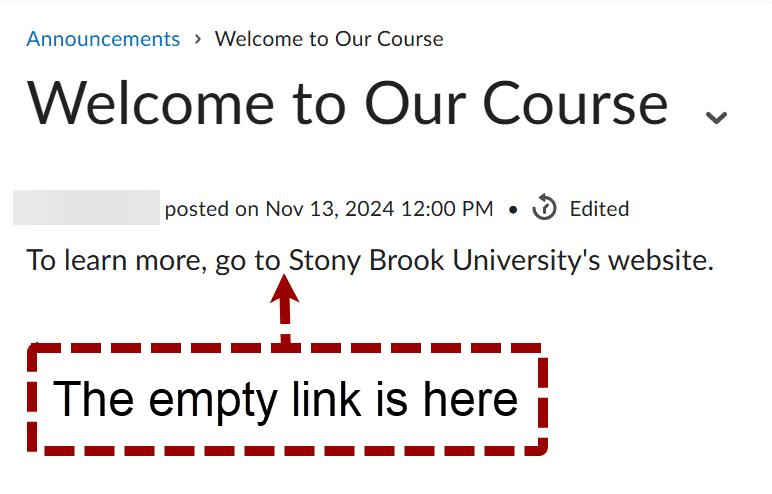 Announcements › Welcome to Our Course
Welcome to Our Course
posted on Nov 13, 2024 12:00 PM • Edited
To learn more, go to Stony Brook University's website.
The empty link is here